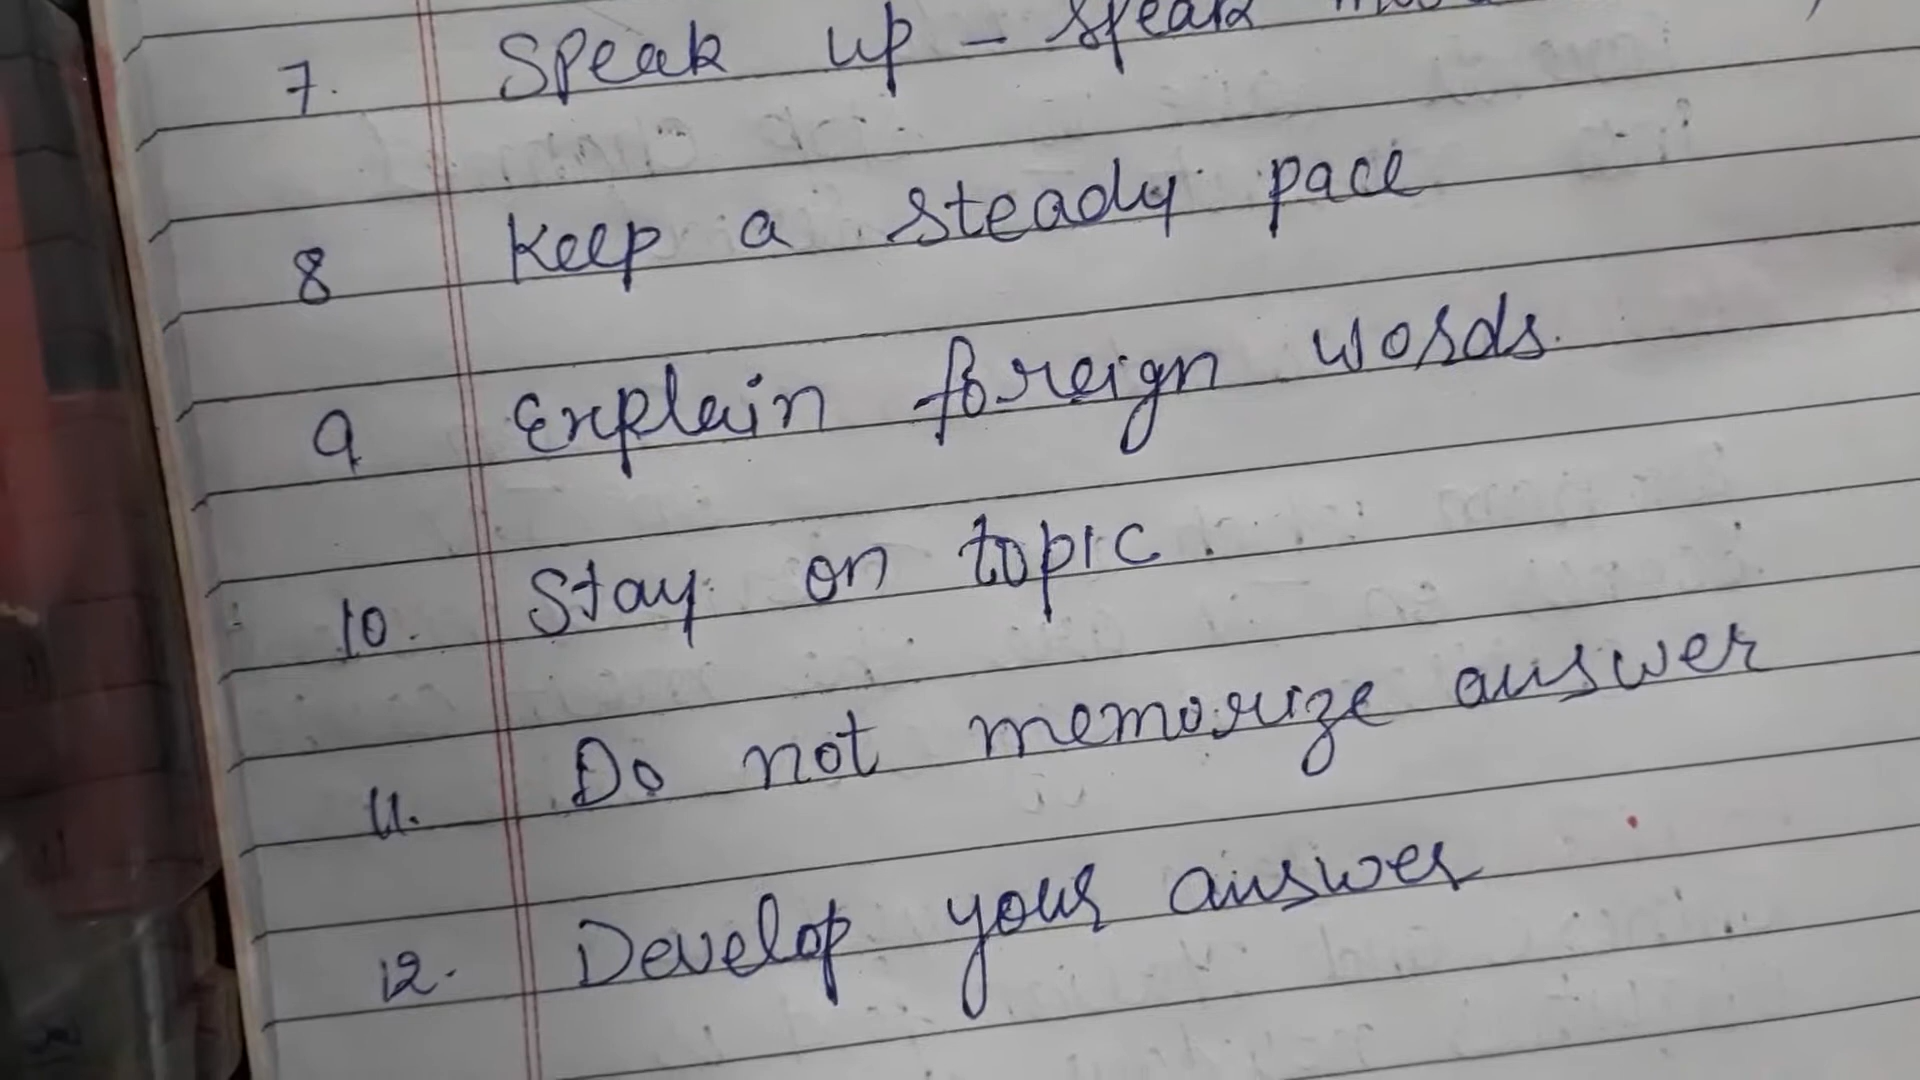 7. Speak up - speak
8 Keep a steady pace
9 Explain foreign words.
10. Stay on topic.
11. Do not memorize answer
12. Develop your answer